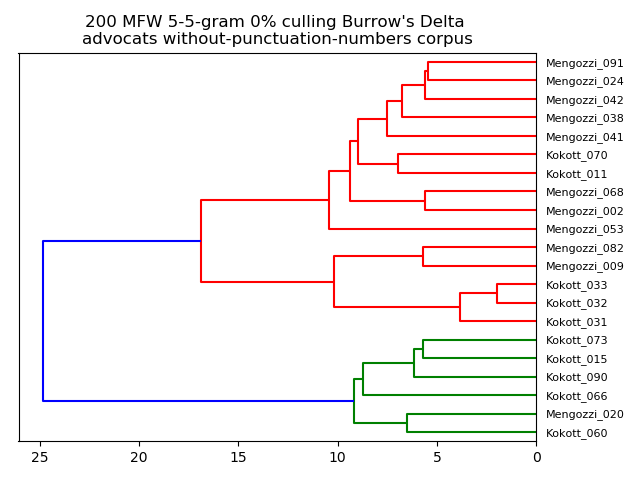 200 MFW 5-5-gram 0% culling Burrow's Delta
advocats without-punctuation-numbers corpus
Mengozzi_091
Mengozzi_024
Mengozzi_042
Mengozzi_038
Mengozzi_041
Kokott_070
Kokott_011
Mengozzi_068
Mengozzi_002
Mengozzi_053
Mengozzi_082
Mengozzi_009
Kokott_033
Kokott_032
Kokott_031
Kokott_073
Kokott_015
Kokott_090
Kokott_066
Mengozzi_020
Kokott_060
25 20 15 10 5 0